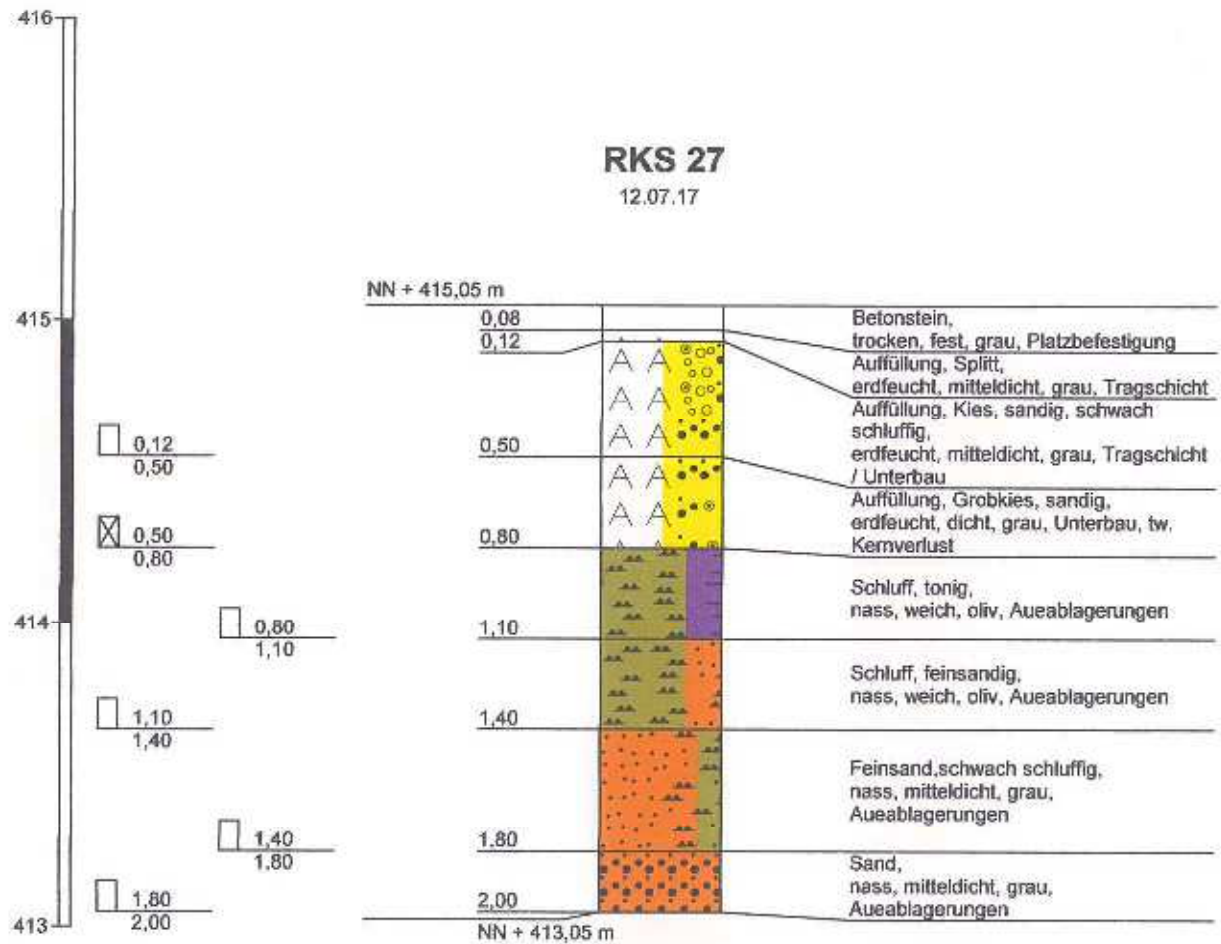 416
RKS 27
12.07.17
NN + 415,05 m
415
0,08
0,12
Betonstein,
trocken, fest, grau, Platzbefestigung
Auffüllung, Splitt,
erdfeucht, mitteldicht, grau, Tragschicht
Auffüllung, Kies, sandig, schwach
schluffig,
erdfeucht, mitteldicht, grau, Tragschicht
/ Unterbau
0,12
0,50
0,50
Auffüllung, Grobkies, sandig,
erdfeucht, dicht, grau, Unterbau, tw.
Kernverlust
0,50
0,80
0,80
Schluff, tonig,
nass, weich, oliv, Aueablagerungen
414
0,80
1,10
1,10
Schluff, feinsandig,
nass, weich, oliv, Aueablagerungen
1,10
1,40
1,40
Feinsand,schwach schluffig,
nass, mitteldicht, grau,
Aueablagerungen
1,40
1,80
1.80
Sand,
nass, mitteldicht, grau,
Aueablagerungen
1,80
2,00
2,00
413
NN + 413,05 m